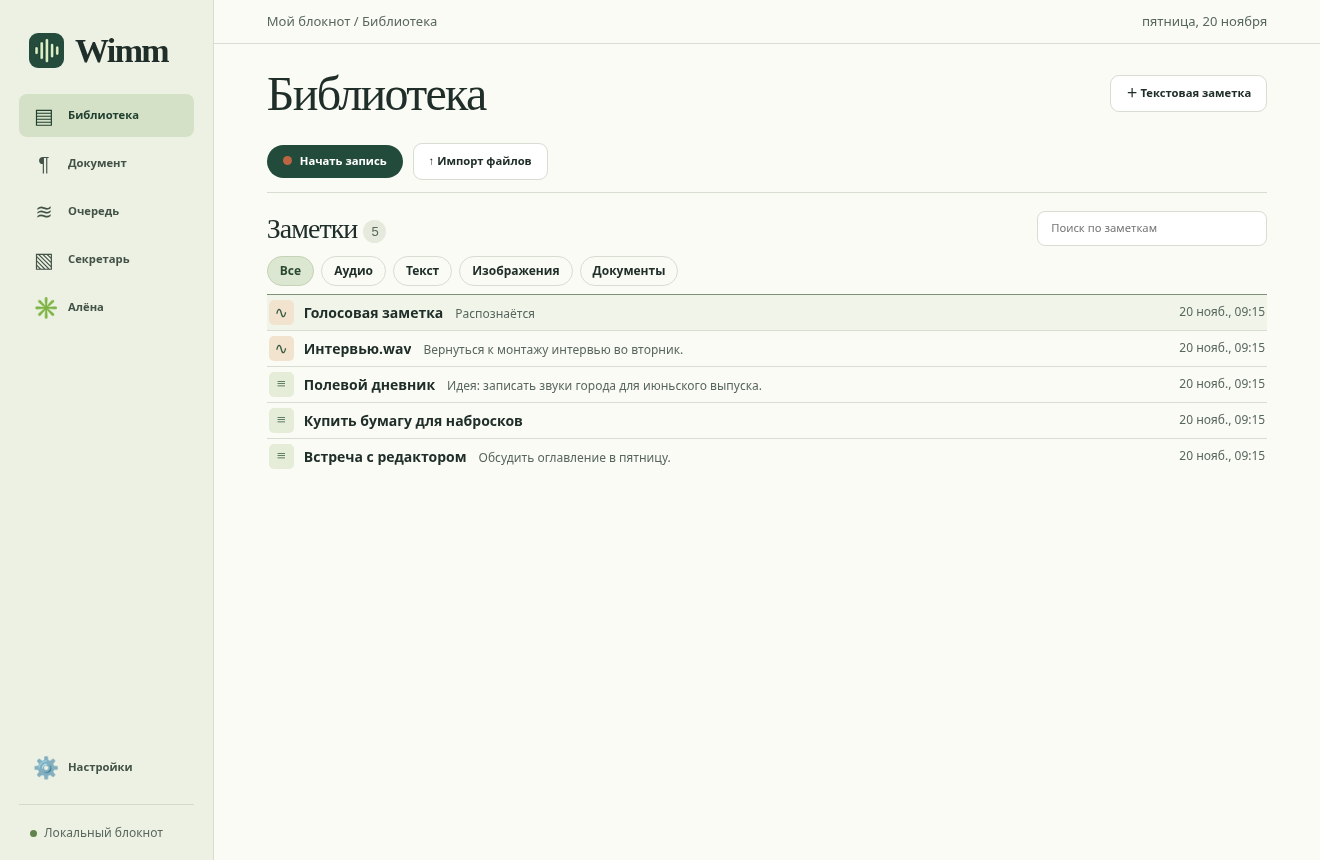 Wimm
Библиотека
Документ
Очередь
Секретарь
Алёна
Настройки
Локальный блокнот
Мой блокнот / Библиотека
пятница, 20 ноября
Библиотека
+ Текстовая заметка
Начать запись
↑ Импорт файлов
Заметки 5
Поиск по заметкам
Все Аудио Текст Изображения Документы
Голосовая заметка Распознаётся 20 нояб., 09:15
Интервью.wav Вернуться к монтажу интервью во вторник. 20 нояб., 09:15
Полевой дневник Идея: записать звуки города для июньского выпуска. 20 нояб., 09:15
Купить бумагу для набросков 20 нояб., 09:15
Встреча с редактором Обсудить оглавление в пятницу. 20 нояб., 09:15